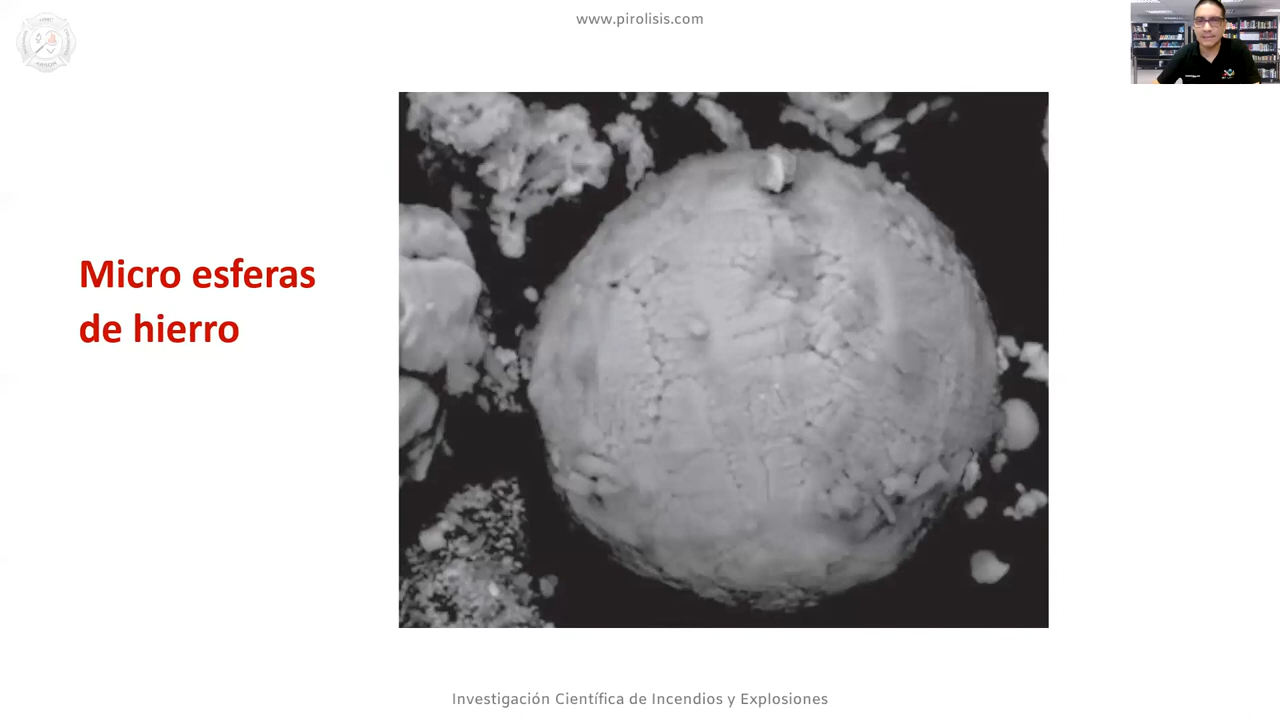 www.pirolisis.com
Micro esferas
de hierro
Investigación Científica de Incendios y Explosiones